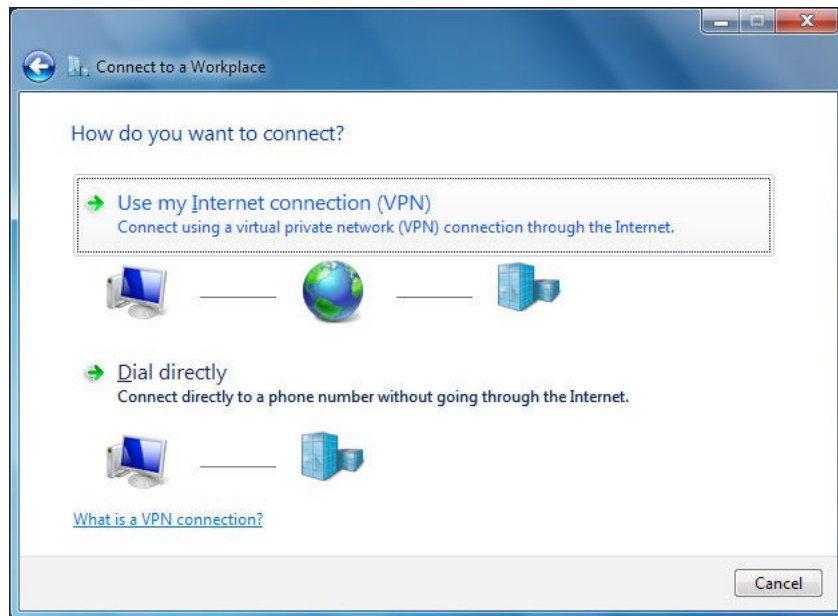 Connect to a Workplace
How do you want to connect?
Use my Internet connection (VPN)
Connect using a virtual private network (VPN) connection through the Internet.
Dial directly
Connect directly to a phone number without going through the Internet.
What is a VPN connection?
Cancel